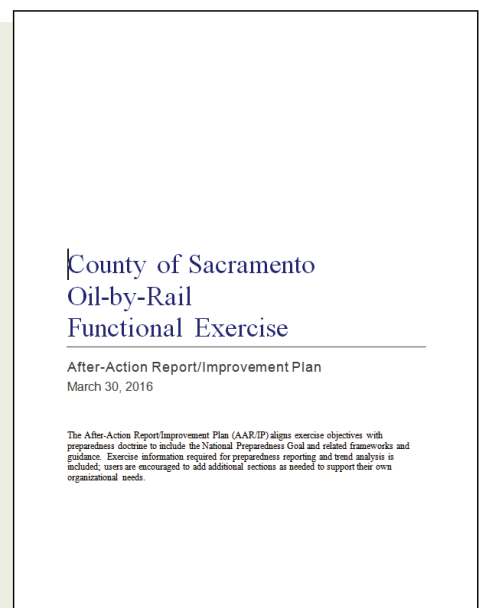 County of Sacramento
Oil-by-Rail
Functional Exercise
After-Action Report/Improvement Plan
March 30, 2016
The After-Action Report/Improvement Plan (AAR/IP) aligns exercise objectives with
preparedness doctrine to include the National Preparedness Goal and related frameworks and
guidance. Exercise information required for preparedness reporting and trend analysis is
included; users are encouraged to add additional sections as needed to support their own
organizational needs.